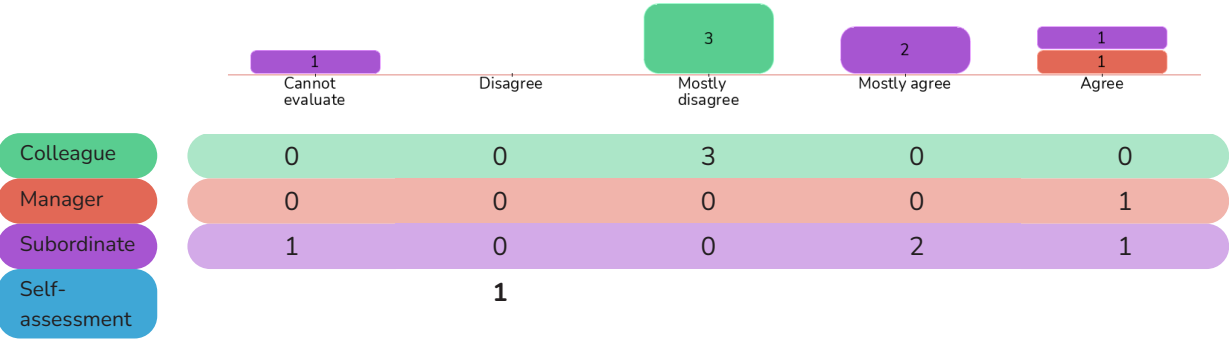 3
2
1
1
1
Cannot
evaluate
Disagree
Mostly
disagree
Mostly agree
Agree
Colleague 0 0 3 0 0
Manager 0 0 0 0 1
Subordinate 1 0 0 2 1
Self-
assessment
1